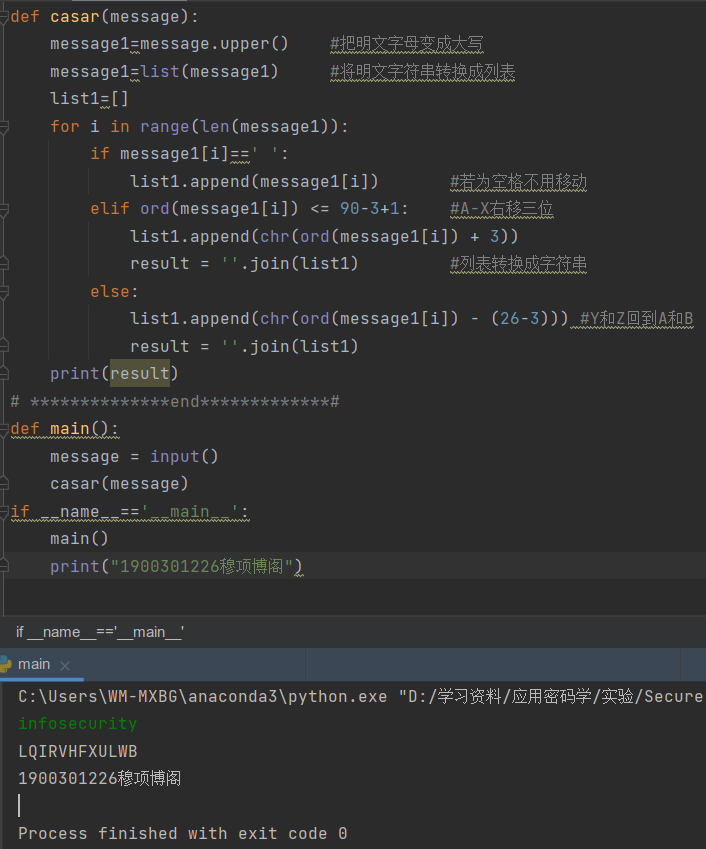 def casar(message):
    message1=message.upper()    #把明文字母变成大写
    message1=list(message1)     #将明文字符串转换成列表
    list1=[]
    for i in range(len(message1)):
        if message1[i]==' ':
            list1.append(message1[i])       #若为空格不用移动
        elif ord(message1[i]) <= 90-3+1:    #A-X右移三位
            list1.append(chr(ord(message1[i]) + 3))
            result = ''.join(list1)         #列表转换成字符串
        else:
            list1.append(chr(ord(message1[i]) - (26-3))) #Y和Z回到A和B
            result = ''.join(list1)
    print(result)
# **************end*************#
def main():
    message = input()
    casar(message)
if __name__=='__main__':
    main()
    print("1900301226穆项博阁")
if __name__=='__main__'
main
C:\Users\WM-MXBG\anaconda3\python.exe "D:/学习资料/应用密码学/实验/Secure
infosecurity
LQIRVHFXULWB
1900301226穆项博阁
Process finished with exit code 0